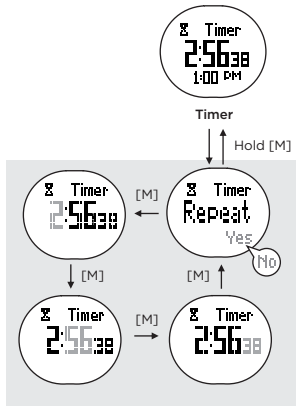 Timer
2:56 38
1:00 PM
Timer
Hold [M]
Timer
2:56 38
[M]
Timer
Repeat
Yes
No
[M]
[M]
Timer
2:56:38
[M]
Timer
2:56 38